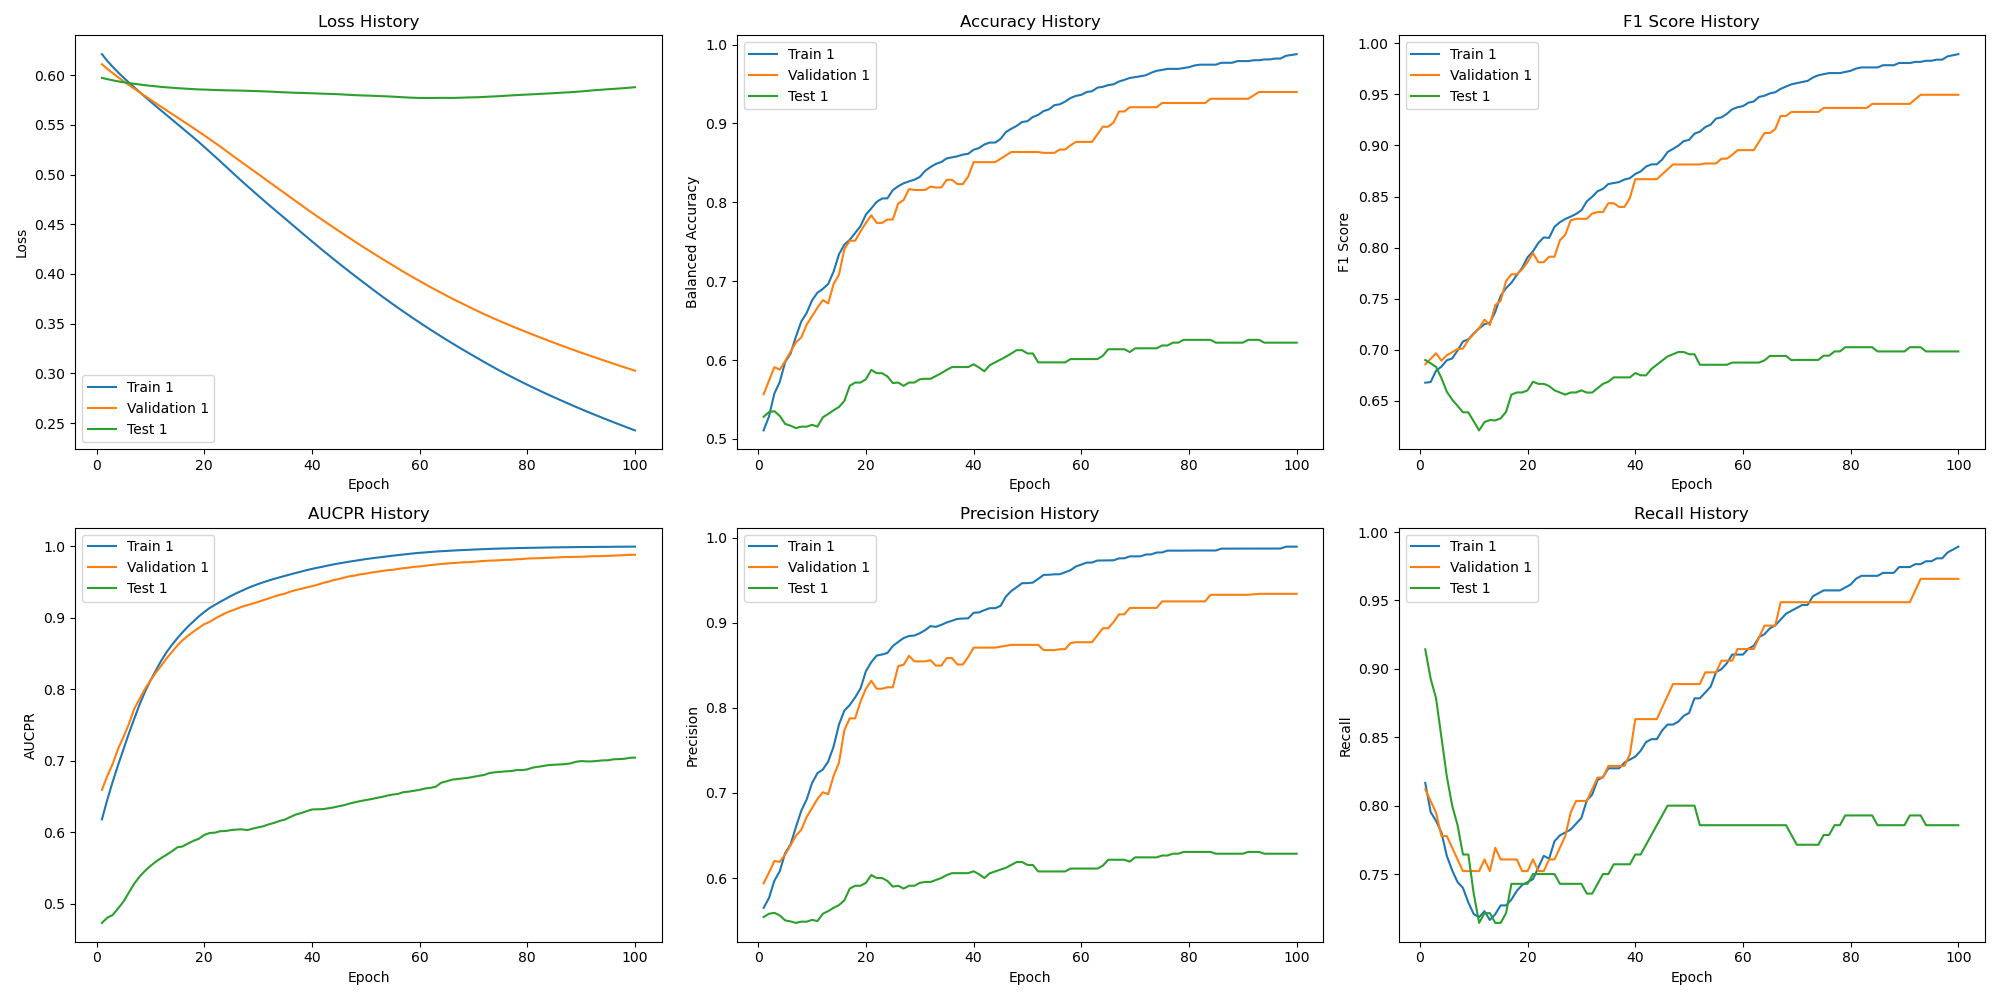 Loss History
Loss
0.60
0.55
0.50
0.45
0.40
0.35
0.30
0.25
Train 1
Validation 1
Test 1
0 20 40 60 80 100
Epoch
Accuracy History
Balanced Accuracy
1.0
0.9
0.8
0.7
0.6
0.5
Train 1
Validation 1
Test 1
0 20 40 60 80 100
Epoch
F1 Score History
F1 Score
1.00
0.95
0.90
0.85
0.80
0.75
0.70
0.65
Train 1
Validation 1
Test 1
0 20 40 60 80 100
Epoch
AUCPR History
AUCPR
1.0
0.9
0.8
0.7
0.6
0.5
Train 1
Validation 1
Test 1
0 20 40 60 80 100
Epoch
Precision History
Precision
1.0
0.9
0.8
0.7
0.6
Train 1
Validation 1
Test 1
0 20 40 60 80 100
Epoch
Recall History
Recall
1.00
0.95
0.90
0.85
0.80
0.75
Train 1
Validation 1
Test 1
0 20 40 60 80 100
Epoch